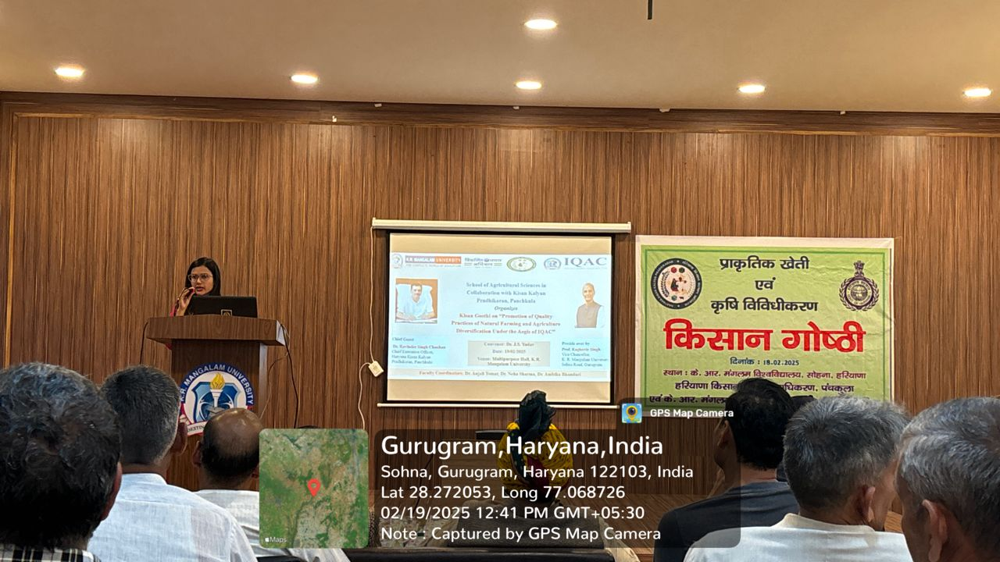 K.R. MANGALAM UNIVERSITY
IQAC
School of Agricultural Sciences in
Collaboration with Kisan Kalyan
Pradhikaran, Panchkula
Organizes
Kisan Gosthi on "Promotion of Quality
Practices of Natural Farming and Agriculture
Diversification Under the Aegis of IQAC"
Chief Guest
Dr. Ravinder Singh Chauhan
Chief Executive Officer,
Haryana Kisan Kalyan
Pradhikaran, Panchkula
Convenor: Dr. J.S. Yadav
Date: 19/02/2025
Venue: Multipurpose Hall, K.R.
Mangalam University
Preside over by
Prof. Raghuvir Singh
Vice Chancellor,
K. R. Mangalam University
Sohna Road, Gurugram
Faculty Coordinators: Dr. Anjali Tomar, Dr. Neha Sharma, Dr. Ambika Bhandari
प्राकृतिक खेती
एवं
कृषि विविधीकरण
किसान गोष्ठी
दिनांक : 18.02.2025
स्थान : के. आर. मंगलम विश्वविद्यालय, सोहना, हरियाणा
हरियाणा किसान
धिकरण, पंचकुला
एवं के. आर. मंगलम
K.R. MANGALAM UNIVERSITY
GPS Map Camera
Gurugram,Haryana,India
Sohna, Gurugram, Haryana 122103, India
Lat 28.272053, Long 77.068726
02/19/2025 12:41 PM GMT+05:30
Note : Captured by GPS Map Camera
Maps